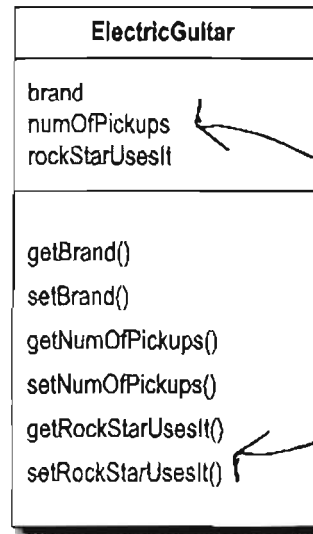 ElectricGuitar
brand
numOfPickups
rockStarUsesIt
getBrand()
setBrand()
getNumOfPickups()
setNumOfPickups()
getRockStarUsesIt()
setRockStarUsesIt()